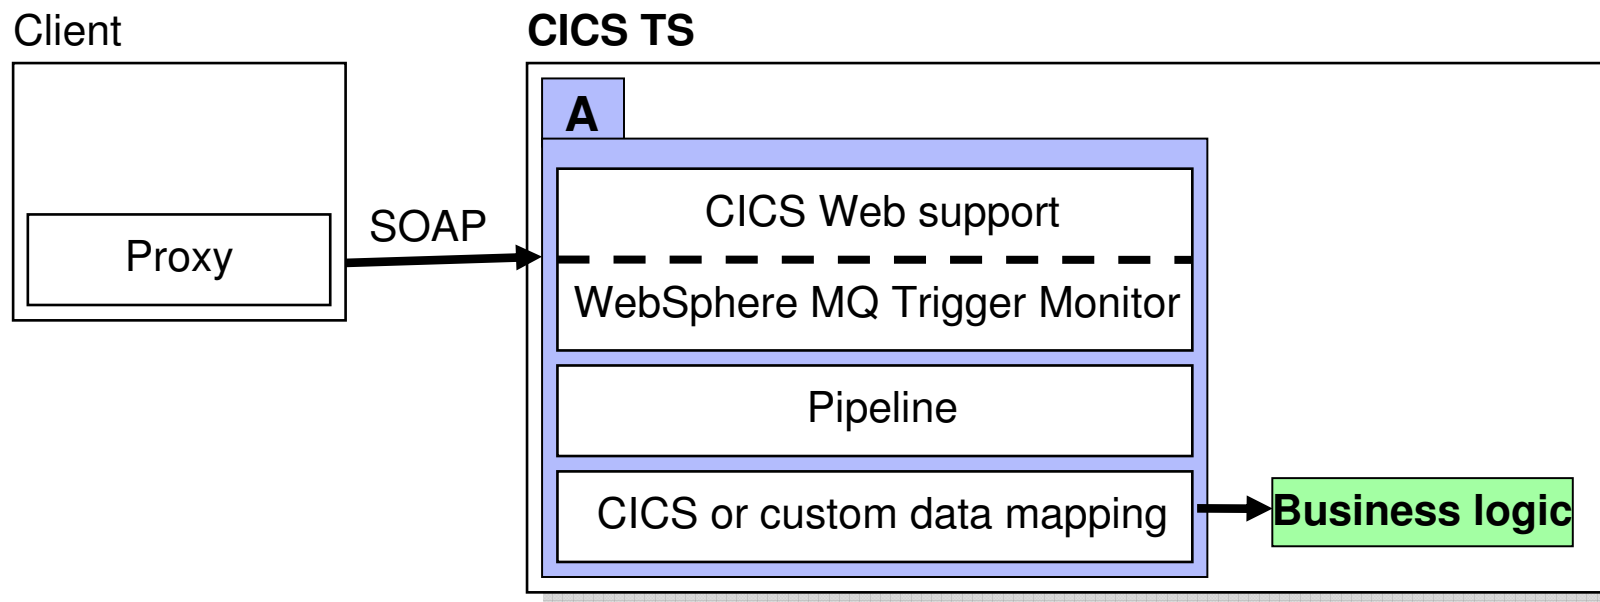 Client
CICS TS
A
CICS Web support
SOAP
Proxy
WebSphere MQ Trigger Monitor
Pipeline
CICS or custom data mapping
Business logic